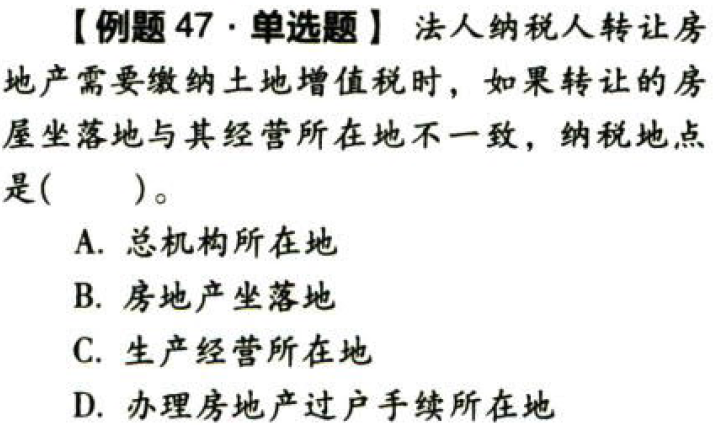 【例题 47·单选题】 法人纳税人转让房
地产需要缴纳土地增值税时，如果转让的房
屋坐落地与其经营所在地不一致，纳税地点
是(　　)。
A. 总机构所在地
B. 房地产坐落地
C. 生产经营所在地
D. 办理房地产过户手续所在地